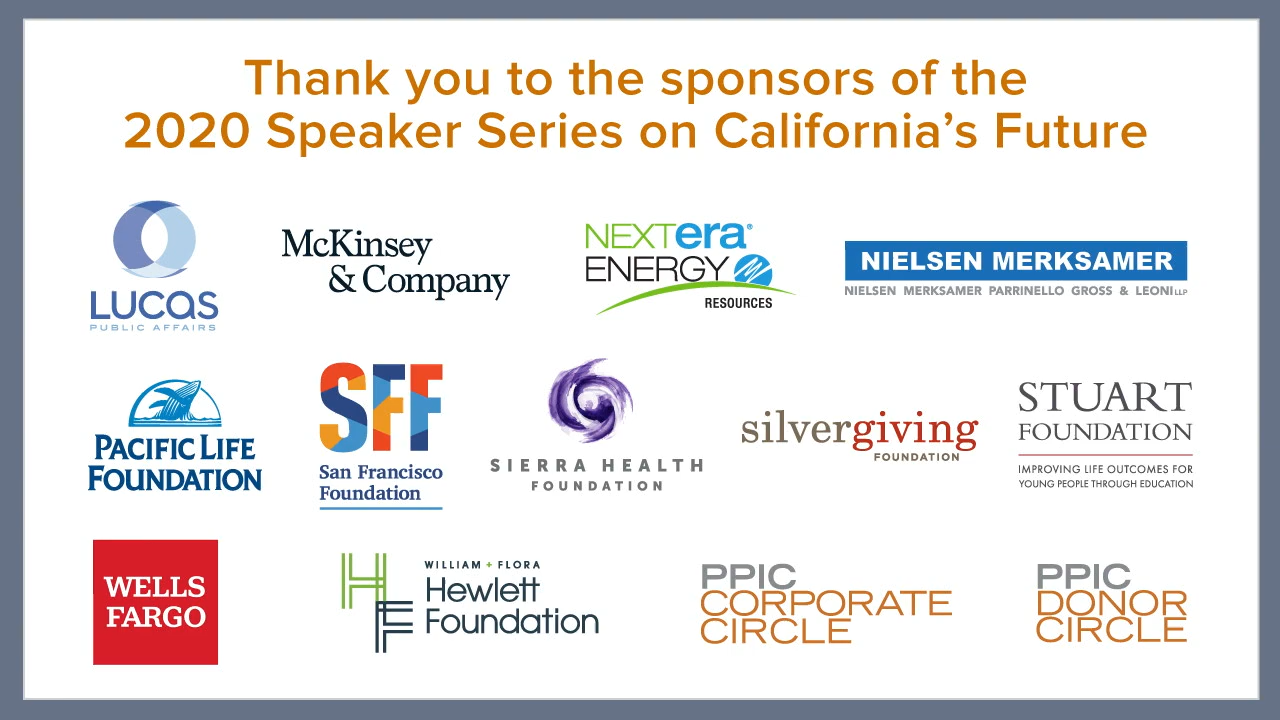 Thank you to the sponsors of the
2020 Speaker Series on California's Future
LUCAS
PUBLIC AFFAIRS
McKinsey
& Company
NEXTera®
ENERGY
RESOURCES
NIELSEN MERKSAMER
NIELSEN MERKSAMER PARRINELLO GROSS & LEONI LLP
PACIFIC LIFE
FOUNDATION
SFF
San Francisco
Foundation
SIERRA HEALTH
FOUNDATION
silvergiving
FOUNDATION
STUART
FOUNDATION
IMPROVING LIFE OUTCOMES FOR
YOUNG PEOPLE THROUGH EDUCATION
WELLS
FARGO
HF
WILLIAM + FLORA
Hewlett
Foundation
PPIC
CORPORATE
CIRCLE
PPIC
DONOR
CIRCLE